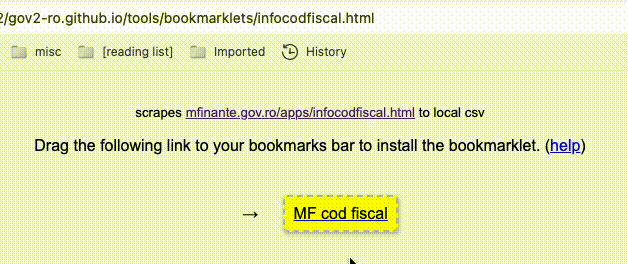 2/gov2-ro.github.io/tools/bookmarklets/infocodfiscal.html
misc [reading list] Imported History
scrapes mfinante.gov.ro/apps/infocodfiscal.html to local csv
Drag the following link to your bookmarks bar to install the bookmarklet. (help)
→ MF cod fiscal